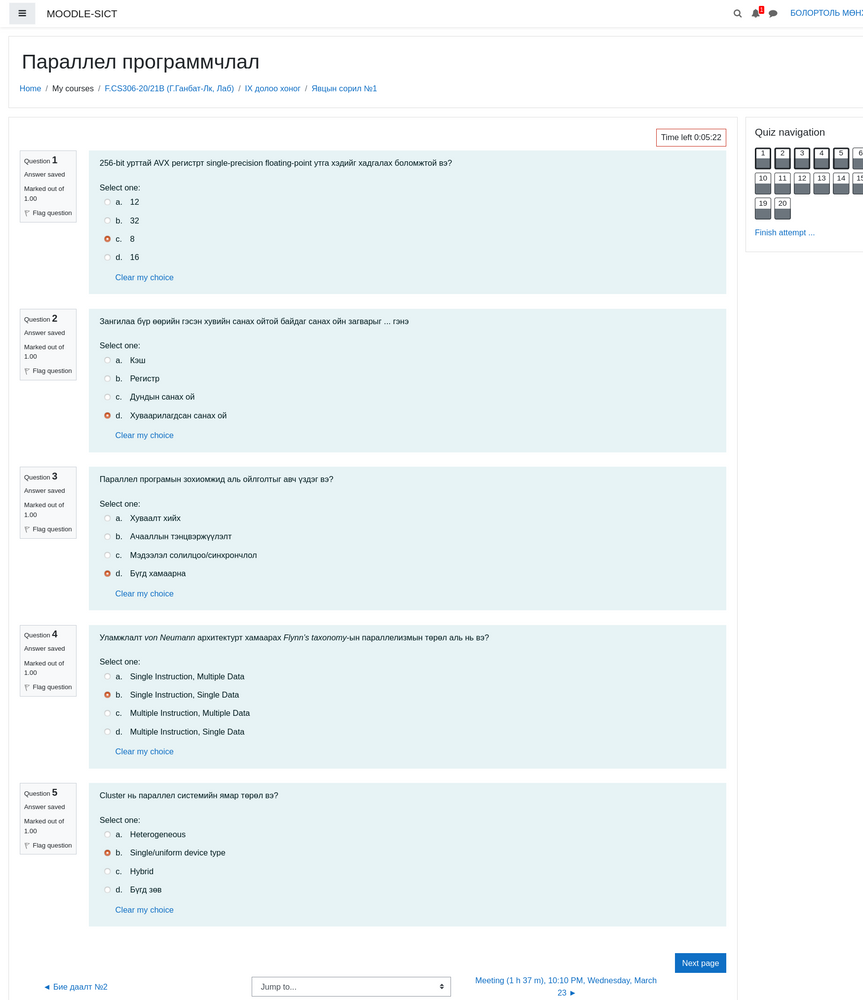 MOODLE-SICT
1
Параллел программчлал
Home / My courses / F.CS306-20/21B (Г.Ганбат-Лк, Лаб) / IX долоо хоног / Явцын сорил №1
Time left 0:05:22
Question 1
Answer saved
Marked out of
1.00
Flag question
256-bit урттай AVX регистрт single-precision floating-point утга хэдийг хадгалах боломжтой вэ?
Select one:
a. 12
b. 32
c. 8
d. 16
Clear my choice
Question 2
Answer saved
Marked out of
1.00
Flag question
Зангилаа бүр өөрийн гэсэн хувийн санах ойтой байдаг санах ойн загварыг ... гэнэ
Select one:
a. Кэш
b. Регистр
c. Дундын санах ой
d. Хуваарилагдсан санах ой
Clear my choice
Question 3
Answer saved
Marked out of
1.00
Flag question
Параллел програмын зохиомжид аль ойлголтыг авч үздэг вэ?
Select one:
a. Хуваалт хийх
b. Ачааллын тэнцвэржүүлэлт
c. Мэдээлэл солилцоо/синхрончлол
d. Бүгд хамаарна
Clear my choice
Question 4
Answer saved
Marked out of
1.00
Flag question
Уламжлалт von Neumann архитектурт хамаарах Flynn's taxonomy-ын параллелизмын төрөл аль нь вэ?
Select one:
a. Single Instruction, Multiple Data
b. Single Instruction, Single Data
c. Multiple Instruction, Multiple Data
d. Multiple Instruction, Single Data
Clear my choice
Question 5
Answer saved
Marked out of
1.00
Flag question
Cluster нь параллел системийн ямар төрөл вэ?
Select one:
a. Heterogeneous
b. Single/uniform device type
c. Hybrid
d. Бүгд зөв
Clear my choice
Next page
◄ Бие даалт №2
Jump to...
Meeting (1 h 37 m), 10:10 PM, Wednesday, March
23 ►
БОЛОРТОЛЬ
Quiz navigation
1 2 3 4 5 6
10 11 12 13 14 15
19 20
Finish attempt ...